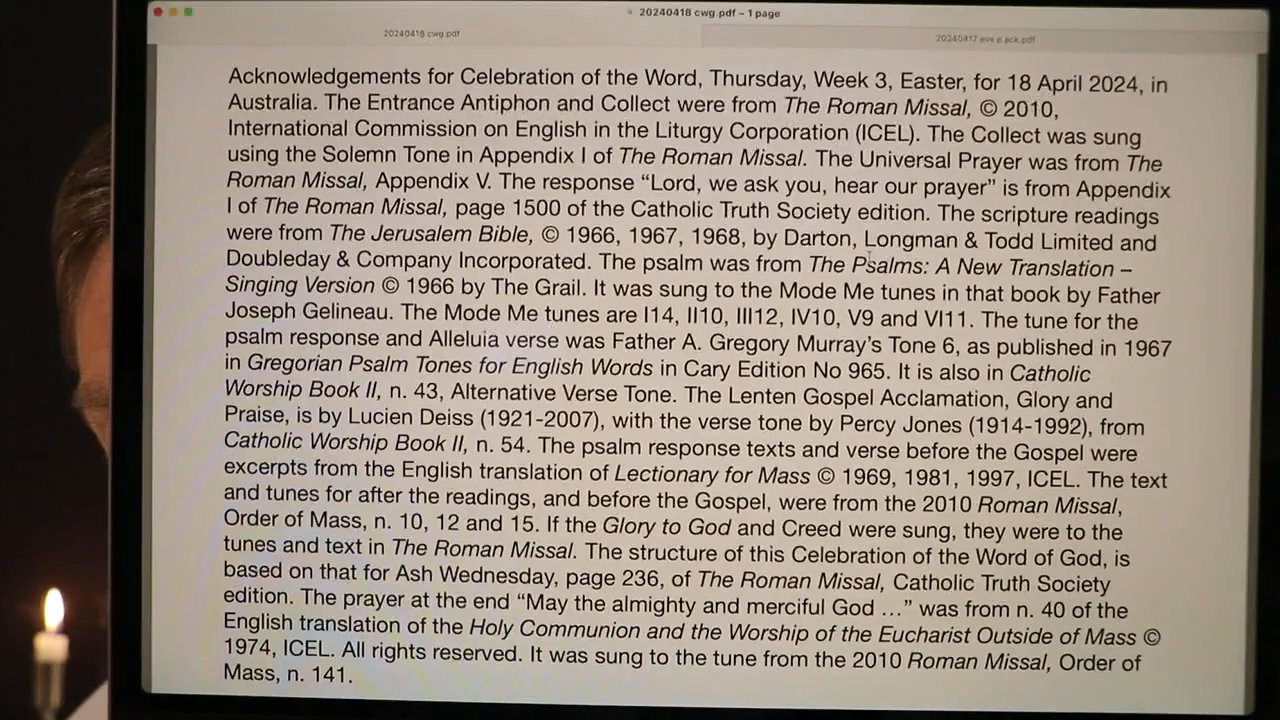 20240418 cwg.pdf – 1 page
20240418 cwg.pdf
20240417 eve p ack.pdf
Acknowledgements for Celebration of the Word, Thursday, Week 3, Easter, for 18 April 2024, in
Australia. The Entrance Antiphon and Collect were from The Roman Missal, © 2010,
International Commission on English in the Liturgy Corporation (ICEL). The Collect was sung
using the Solemn Tone in Appendix I of The Roman Missal. The Universal Prayer was from The
Roman Missal, Appendix V. The response “Lord, we ask you, hear our prayer” is from Appendix
I of The Roman Missal, page 1500 of the Catholic Truth Society edition. The scripture readings
were from The Jerusalem Bible, © 1966, 1967, 1968, by Darton, Longman & Todd Limited and
Doubleday & Company Incorporated. The psalm was from The Psalms: A New Translation –
Singing Version © 1966 by The Grail. It was sung to the Mode Me tunes in that book by Father
Joseph Gelineau. The Mode Me tunes are I14, II10, III12, IV10, V9 and VI11. The tune for the
psalm response and Alleluia verse was Father A. Gregory Murray’s Tone 6, as published in 1967
in Gregorian Psalm Tones for English Words in Cary Edition No 965. It is also in Catholic
Worship Book II, n. 43, Alternative Verse Tone. The Lenten Gospel Acclamation, Glory and
Praise, is by Lucien Deiss (1921-2007), with the verse tone by Percy Jones (1914-1992), from
Catholic Worship Book II, n. 54. The psalm response texts and verse before the Gospel were
excerpts from the English translation of Lectionary for Mass © 1969, 1981, 1997, ICEL. The text
and tunes for after the readings, and before the Gospel, were from the 2010 Roman Missal,
Order of Mass, n. 10, 12 and 15. If the Glory to God and Creed were sung, they were to the
tunes and text in The Roman Missal. The structure of this Celebration of the Word of God, is
based on that for Ash Wednesday, page 236, of The Roman Missal, Catholic Truth Society
edition. The prayer at the end “May the almighty and merciful God …” was from n. 40 of the
English translation of the Holy Communion and the Worship of the Eucharist Outside of Mass ©
1974, ICEL. All rights reserved. It was sung to the tune from the 2010 Roman Missal, Order of
Mass, n. 141.